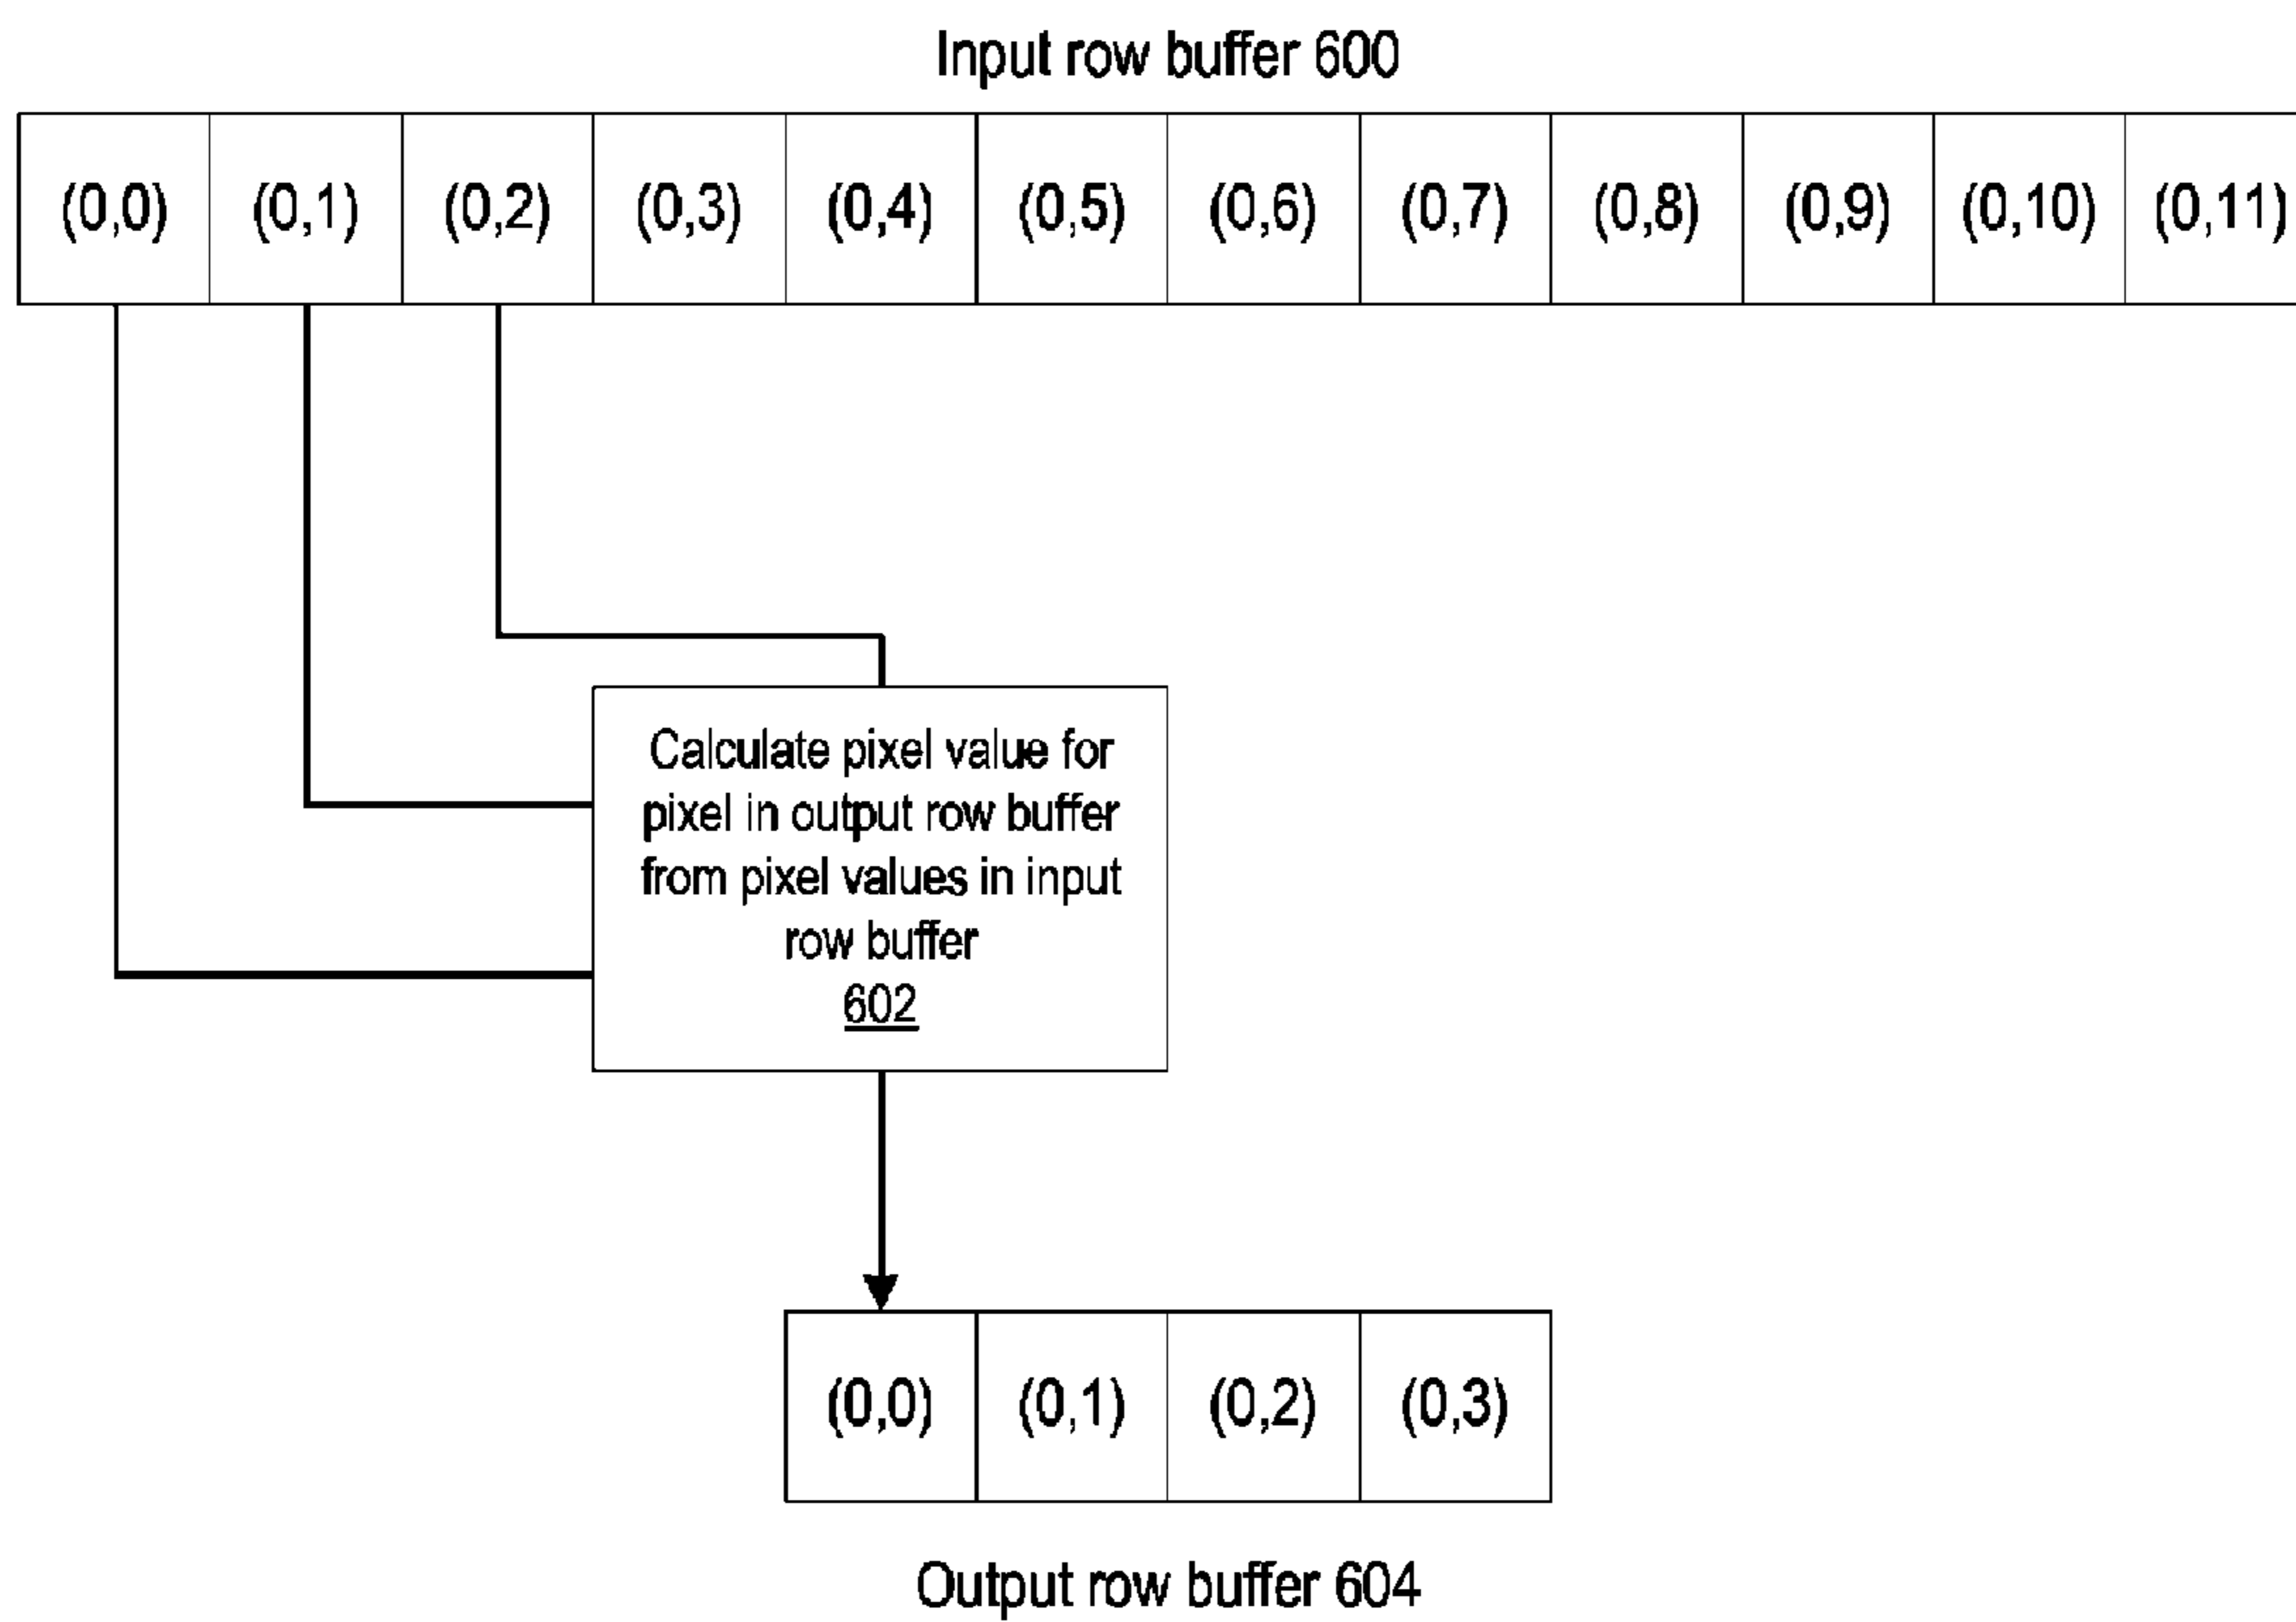 Input row buffer 600
(0,0) (0,1) (0,2) (0,3) (0,4) (0,5) (0,6) (0,7) (0,8) (0,9) (0,10) (0,11)
Calculate pixel value for
pixel in output row buffer
from pixel values in input
row buffer
602
(0,0) (0,1) (0,2) (0,3)
Output row buffer 604